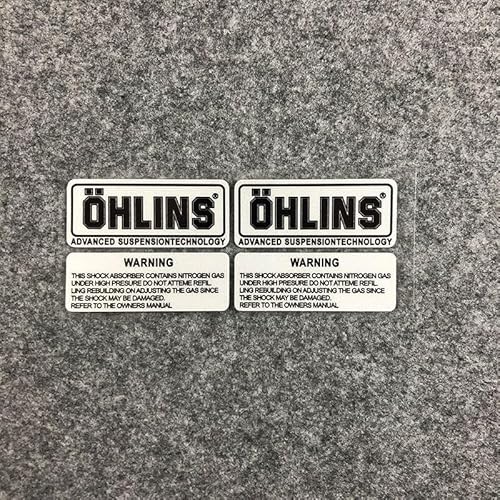 ÖHLINS®
ADVANCED SUSPENSIONTECHNOLOGY
WARNING
THIS SHOCK ABSORBER CONTAINS NITROGEN GAS
UNDER HIGH PRESURE DO NOT ATTEME REFIL
LING REBUILDING ON ADJUSTING THE GAS SINCE
THE SHOCK MAY BE DAMAGED.
REFER TO THE OWNERS MANUAL
ÖHLINS®
ADVANCED SUSPENSIONTECHNOLOGY
WARNING
THIS SHOCK ABSORBER CONTAINS NITROGEN GAS
UNDER HIGH PRESURE DO NOT ATTEME REFIL
LING REBUILDING ON ADJUSTING THE GAS SINCE
THE SHOCK MAY BE DAMAGED.
REFER TO THE OWNERS MANUAL